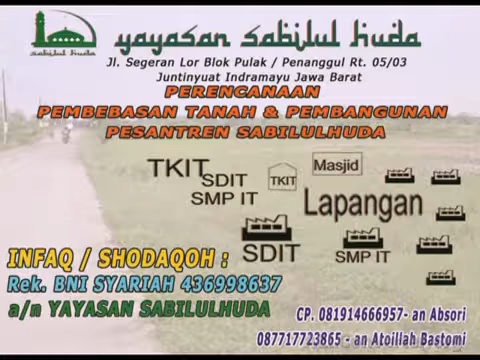 sabilul huda
yayasan sabilul huda
Jl. Segeran Lor Blok Pulak / Penanggul Rt. 05/03
Juntinyuat Indramayu Jawa Barat
PERENCANAAN
PEMBEBASAN TANAH & PEMBANGUNAN
PESANTREN SABILULHUDA
TKIT
SDIT
SMP IT
TKIT
Masjid
Lapangan
SDIT
SMP IT
INFAQ / SHODAQOH :
Rek. BNI SYARIAH 436998637
a/n YAYASAN SABILULHUDA
CP. 081914666957- an Absori
087717723865 - an Atoillah Bastomi